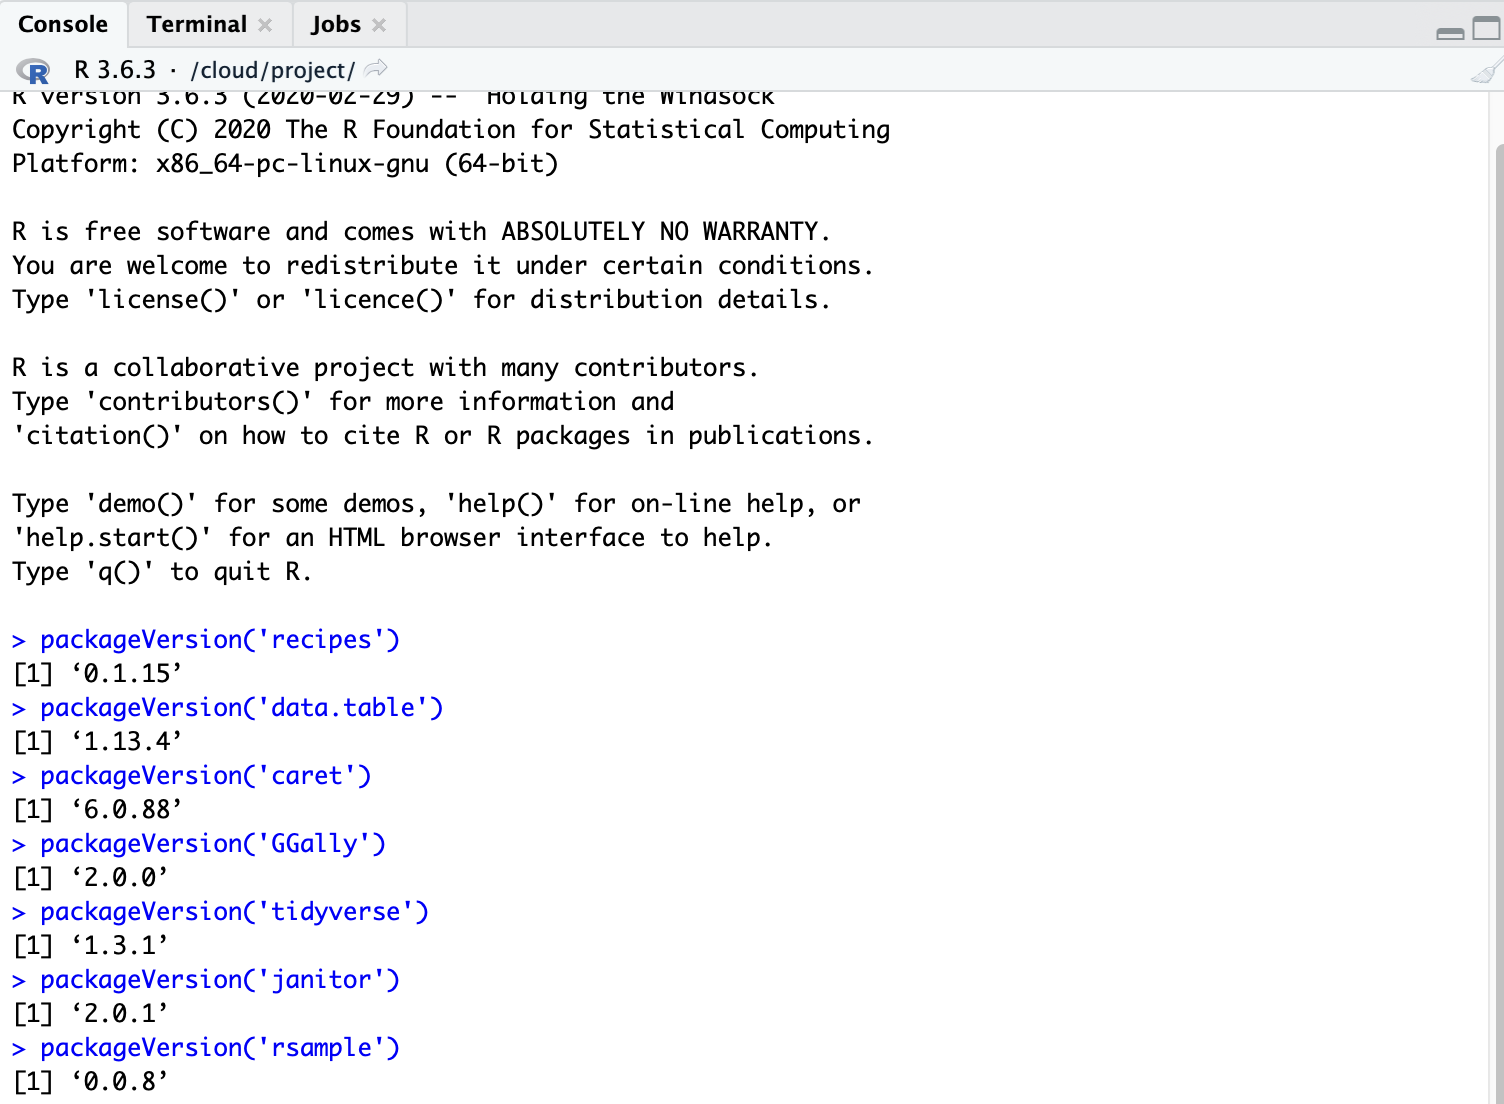 Console Terminal × Jobs ×
R 3.6.3 · /cloud/project/
R version 3.6.3 (2020-02-29) -- "Holding the Windsock"
Copyright (C) 2020 The R Foundation for Statistical Computing
Platform: x86_64-pc-linux-gnu (64-bit)
R is free software and comes with ABSOLUTELY NO WARRANTY.
You are welcome to redistribute it under certain conditions.
Type 'license()' or 'licence()' for distribution details.
R is a collaborative project with many contributors.
Type 'contributors()' for more information and
'citation()' on how to cite R or R packages in publications.
Type 'demo()' for some demos, 'help()' for on-line help, or
'help.start()' for an HTML browser interface to help.
Type 'q()' to quit R.
> packageVersion('recipes')
[1] ‘0.1.15’
> packageVersion('data.table')
[1] ‘1.13.4’
> packageVersion('caret')
[1] ‘6.0.88’
> packageVersion('GGally')
[1] ‘2.0.0’
> packageVersion('tidyverse')
[1] ‘1.3.1’
> packageVersion('janitor')
[1] ‘2.0.1’
> packageVersion('rsample')
[1] ‘0.0.8’